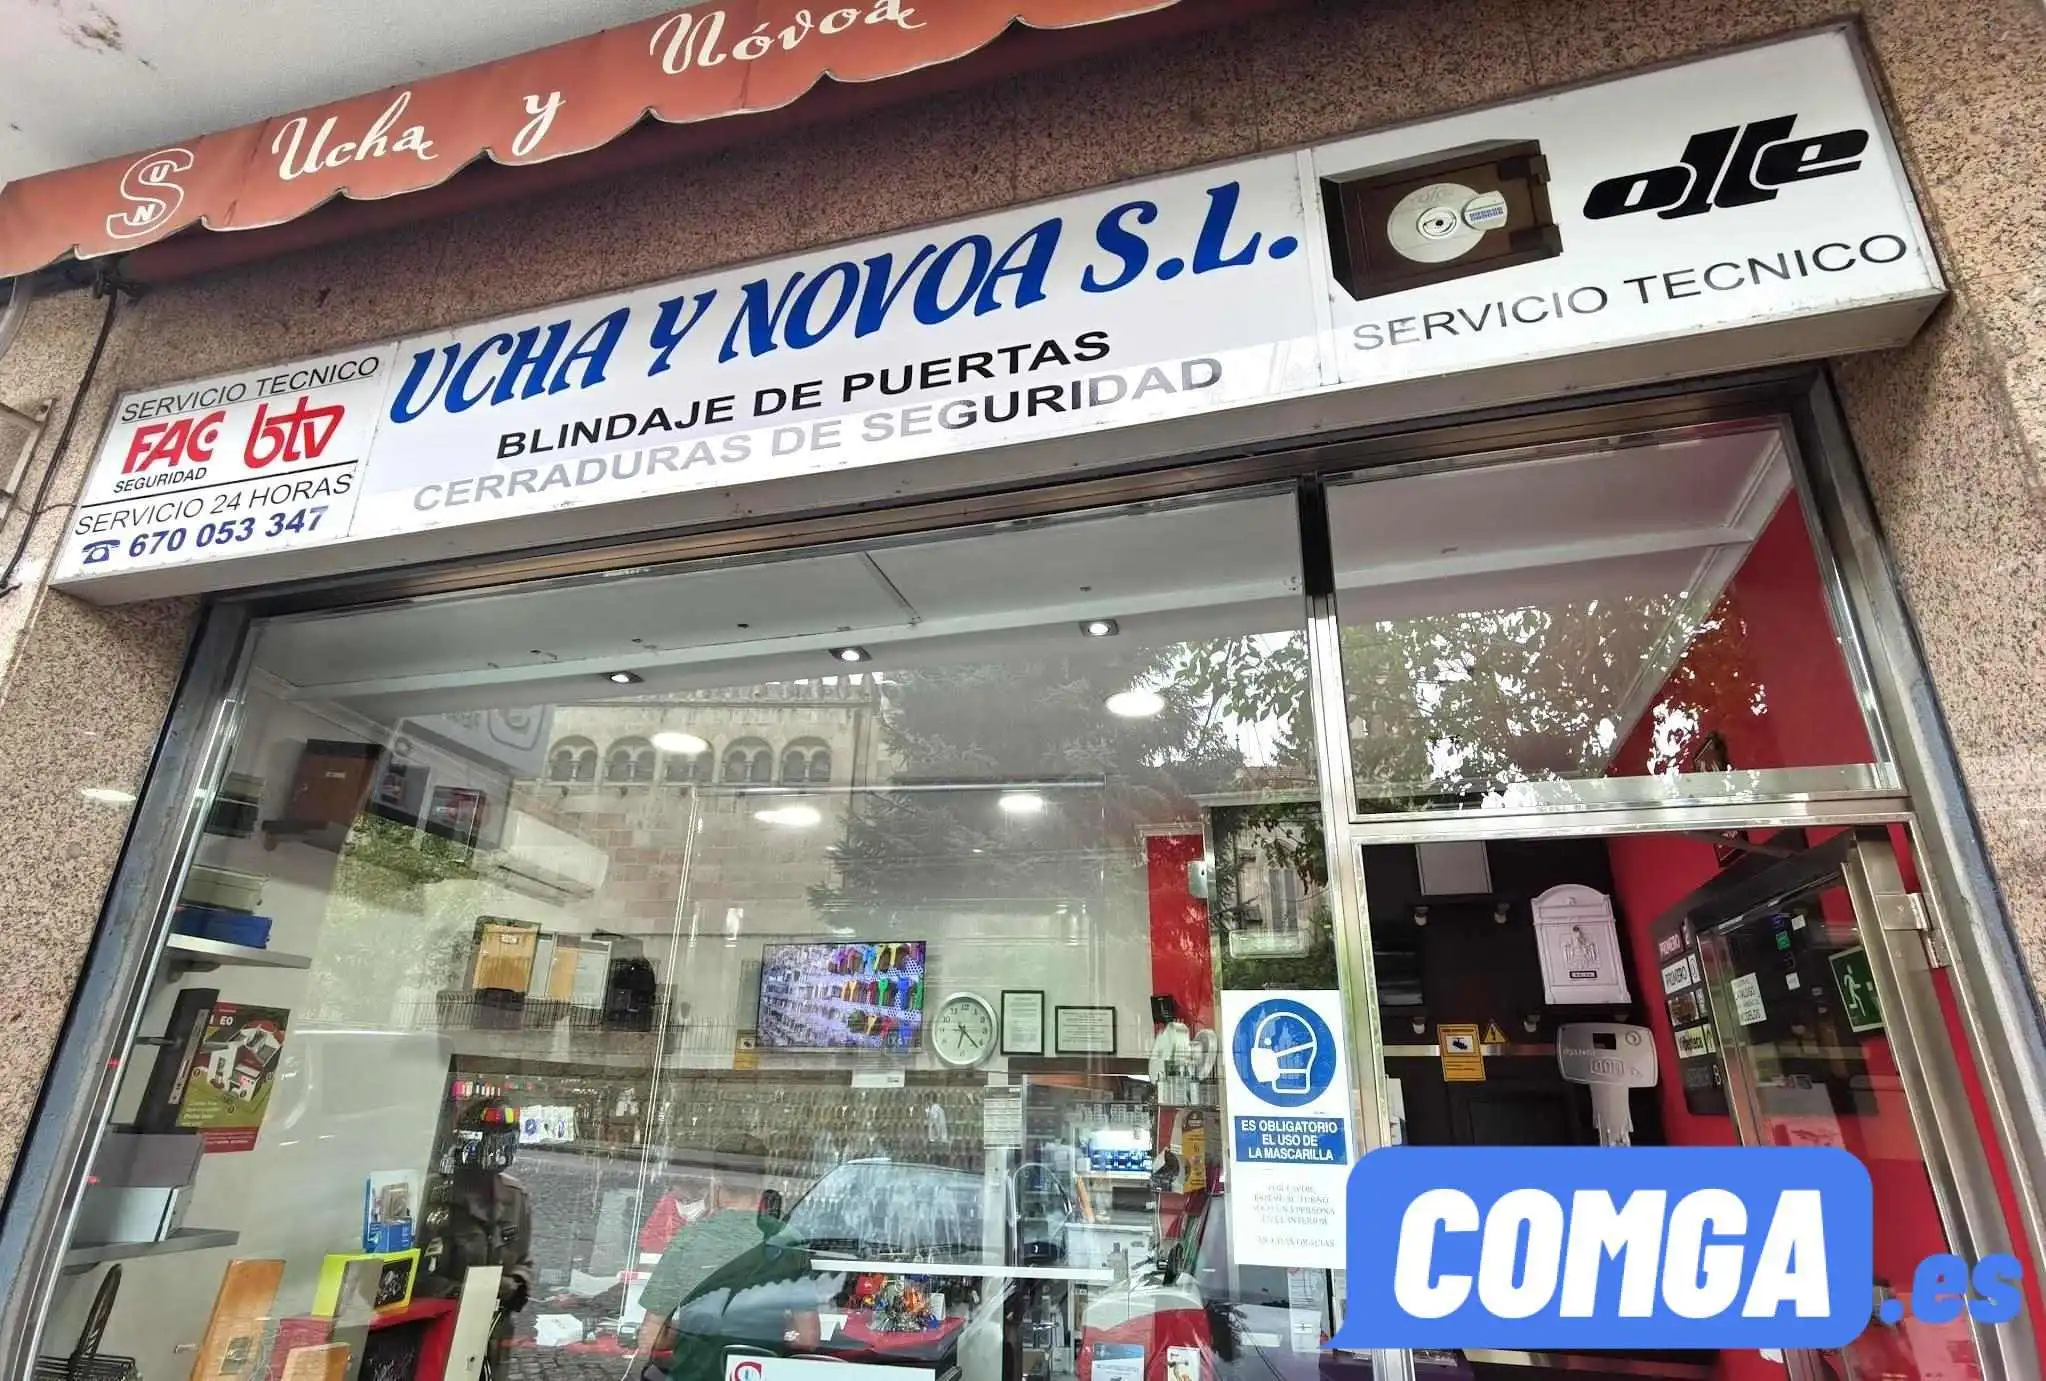 SUN Ucha y Nóvoa
SERVICIO TECNICO
FAC btv
SEGURIDAD
SERVICIO 24 HORAS
☎ 670 053 347
UCHA Y NOVOA S.L.
BLINDAJE DE PUERTAS
CERRADURAS DE SEGURIDAD
olle
SERVICIO TECNICO
ES OBLIGATORIO
EL USO DE
LA MASCARILLA
COMGA.es